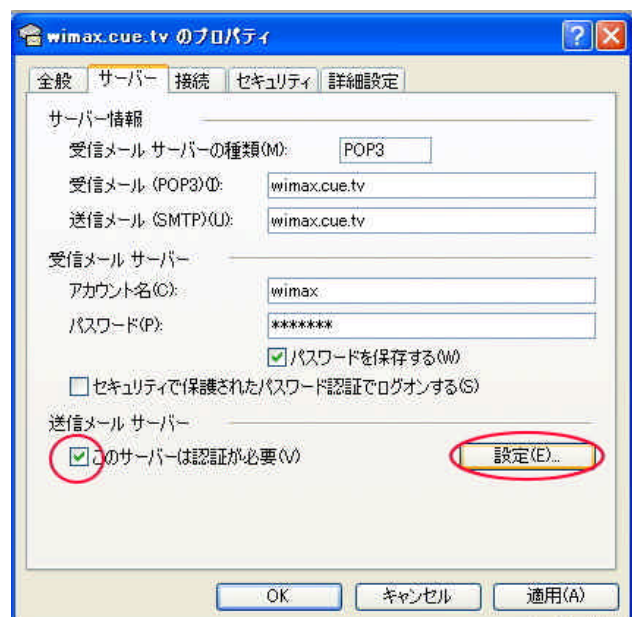 wimax.cue.tv のプロパティ
全般 サーバー 接続 セキュリティ 詳細設定
サーバー情報
受信メール サーバーの種類(M): POP3
受信メール (POP3)(I): wimax.cue.tv
送信メール (SMTP)(U): wimax.cue.tv
受信メール サーバー
アカウント名(C): wimax
パスワード(P): *******
パスワードを保存する(W)
セキュリティで保護されたパスワード認証でログオンする(S)
送信メール サーバー
このサーバーは認証が必要(V) 設定(E)...
OK キャンセル 適用(A)